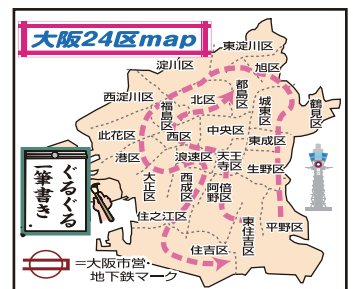 大阪24区map
東淀川区
淀川区
旭区
西淀川区
北区
都島区
城東区
鶴見区
福島区
此花区
西区
中央区
東成区
港区
浪速区
天王寺区
生野区
大正区
西成区
阿倍野区
住之江区
東住吉区
平野区
住吉区
ぐるぐる
一筆書き
=大阪市営・
地下鉄マーク